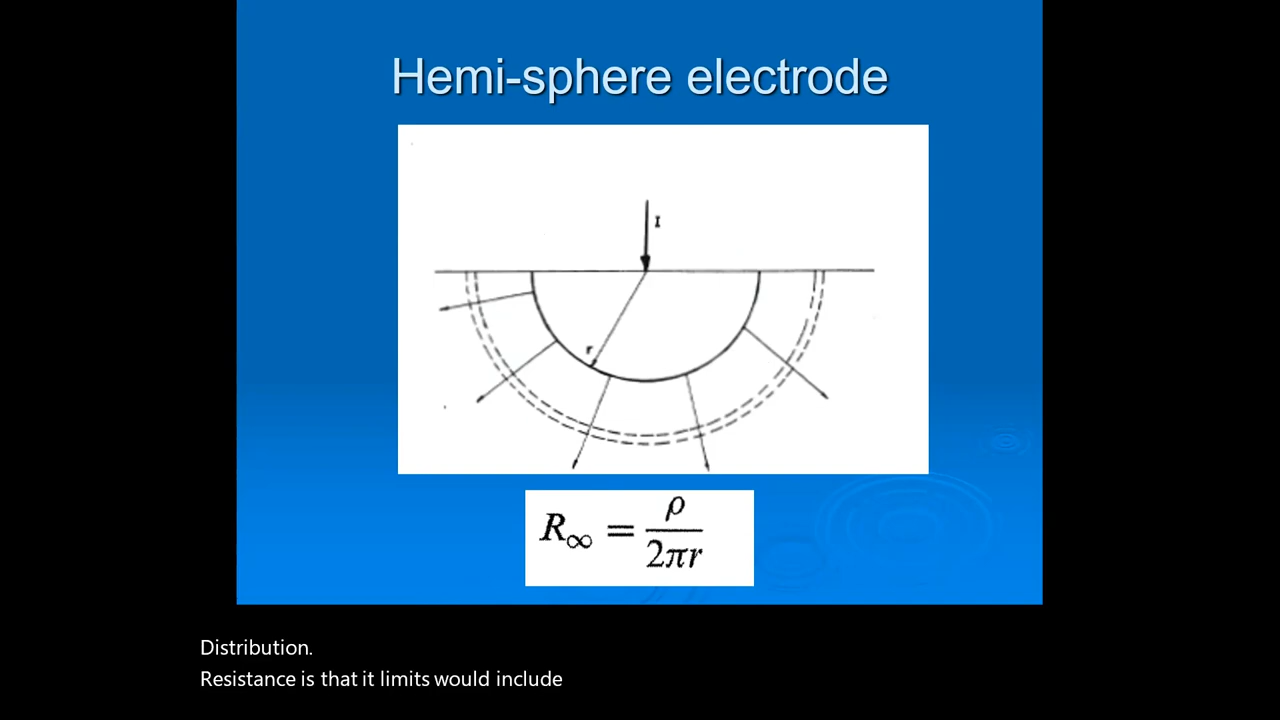 Hemi-sphere electrode
I
r
R∞ = ρ / 2πr
Distribution.
Resistance is that it limits would include